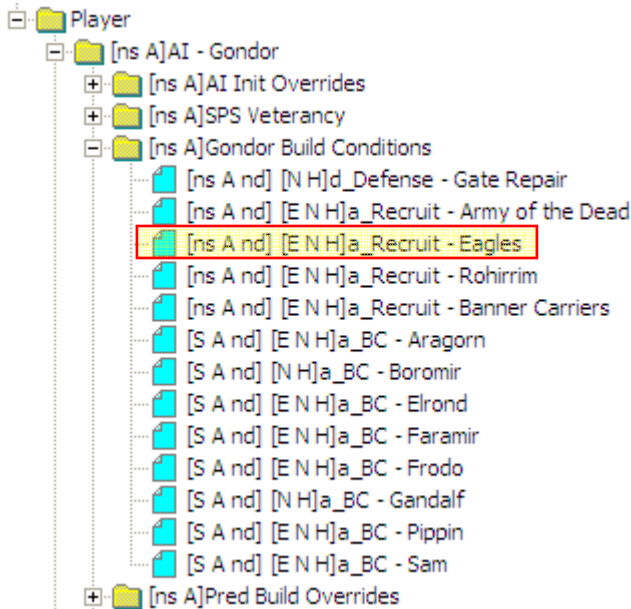 Player
[ns A]AI - Gondor
[ns A]AI Init Overrides
[ns A]SPS Veterancy
[ns A]Gondor Build Conditions
[ns A nd] [N H]d_Defense - Gate Repair
[ns A nd] [E N H]a_Recruit - Army of the Dead
[ns A nd] [E N H]a_Recruit - Eagles
[ns A nd] [E N H]a_Recruit - Rohirrim
[ns A nd] [E N H]a_Recruit - Banner Carriers
[S A nd] [E N H]a_BC - Aragorn
[S A nd] [N H]a_BC - Boromir
[S A nd] [E N H]a_BC - Elrond
[S A nd] [E N H]a_BC - Faramir
[S A nd] [E N H]a_BC - Frodo
[S A nd] [N H]a_BC - Gandalf
[S A nd] [E N H]a_BC - Pippin
[S A nd] [E N H]a_BC - Sam
[ns A]Pred Build Overrides